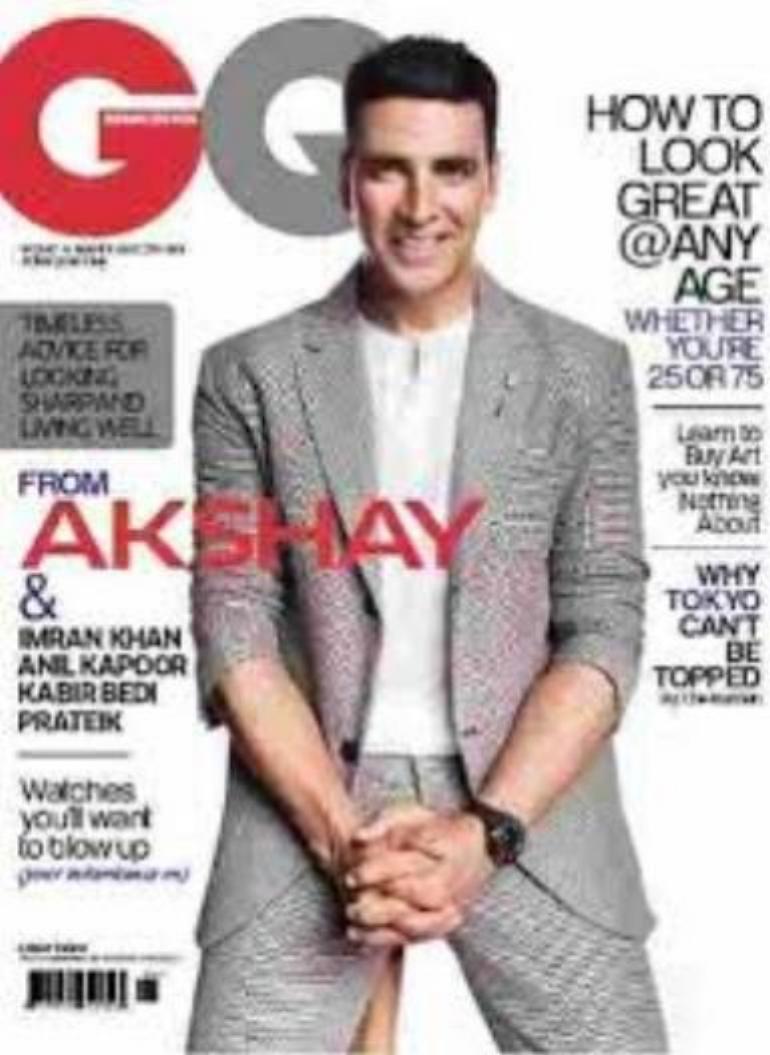 GQ
HOW TO
LOOK
GREAT
@ANY
AGE
WHETHER
YOU'RE
25 OR 75
TIMELESS
ADVICE FOR
LOOKING
SHARP AND
LIVING WELL
FROM
AKSHAY
&
IMRAN KHAN
ANIL KAPOOR
KABIR BEDI
PRATEIK
Watches
you'll want
to blow up
Learn to
Buy Art
you know
Nothing
About
WHY
TOKYO
CAN'T
BE
TOPPED